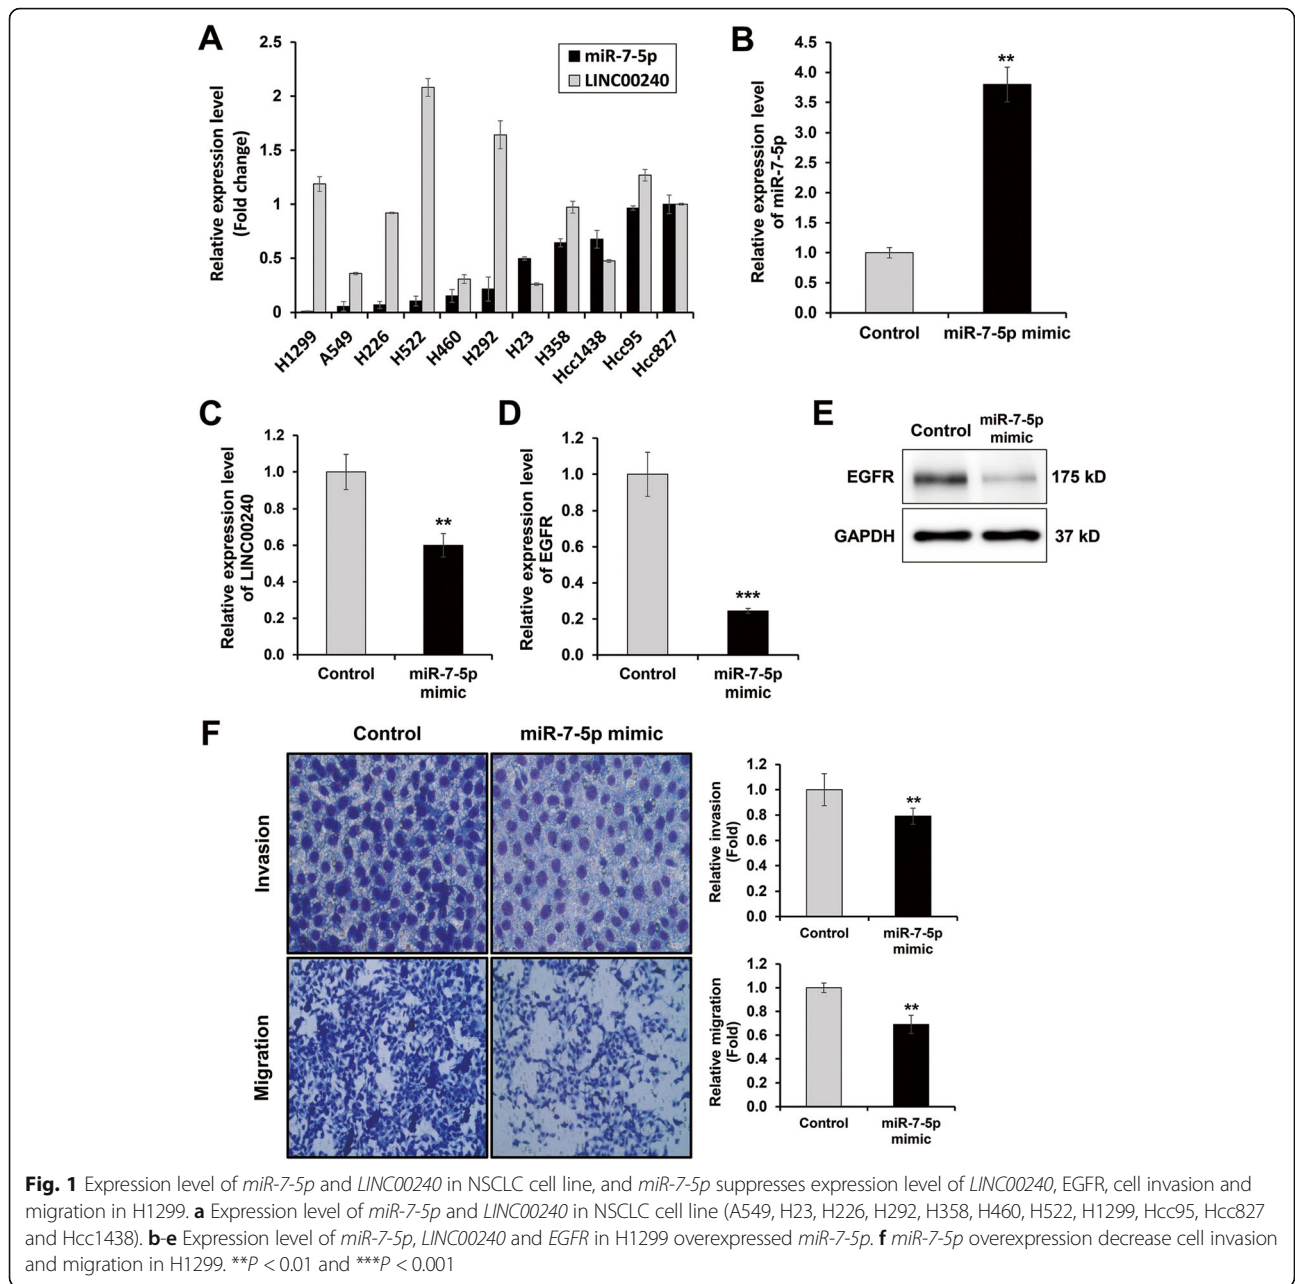 A
2.5
2
1.5
1
0.5
0
Relative expression level
(Fold change)
miR-7-5p
LINC00240
H1299
A549
H226
H522
H460
H292
H23
H358
Hcc1438
Hcc95
Hcc827
B
4.5
4.0
3.5
3.0
2.5
2.0
1.5
1.0
0.5
0.0
Relative expression level
of miR-7-5p
**
Control
miR-7-5p mimic
C
1.2
1.0
0.8
0.6
0.4
0.2
0.0
Relative expression level
of LINC00240
**
Control
miR-7-5p
mimic
D
1.2
1.0
0.8
0.6
0.4
0.2
0.0
Relative expression level
of EGFR
***
Control
miR-7-5p
mimic
E
Control
miR-7-5p
mimic
EGFR
175 kD
GAPDH
37 kD
F
Control
miR-7-5p mimic
Invasion
Migration
1.2
1.0
0.8
0.6
0.4
0.2
0.0
Relative invasion
(Fold)
**
Control
miR-7-5p
mimic
1.2
1.0
0.8
0.6
0.4
0.2
0.0
Relative migration
(Fold)
**
Control
miR-7-5p
mimic
Fig. 1 Expression level of miR-7-5p and LINC00240 in NSCLC cell line, and miR-7-5p suppresses expression level of LINC00240, EGFR, cell invasion and
migration in H1299. a Expression level of miR-7-5p and LINC00240 in NSCLC cell line (A549, H23, H226, H292, H358, H460, H522, H1299, Hcc95, Hcc827
and Hcc1438). b-e Expression level of miR-7-5p, LINC00240 and EGFR in H1299 overexpressed miR-7-5p. f miR-7-5p overexpression decrease cell invasion
and migration in H1299. **P < 0.01 and ***P < 0.001